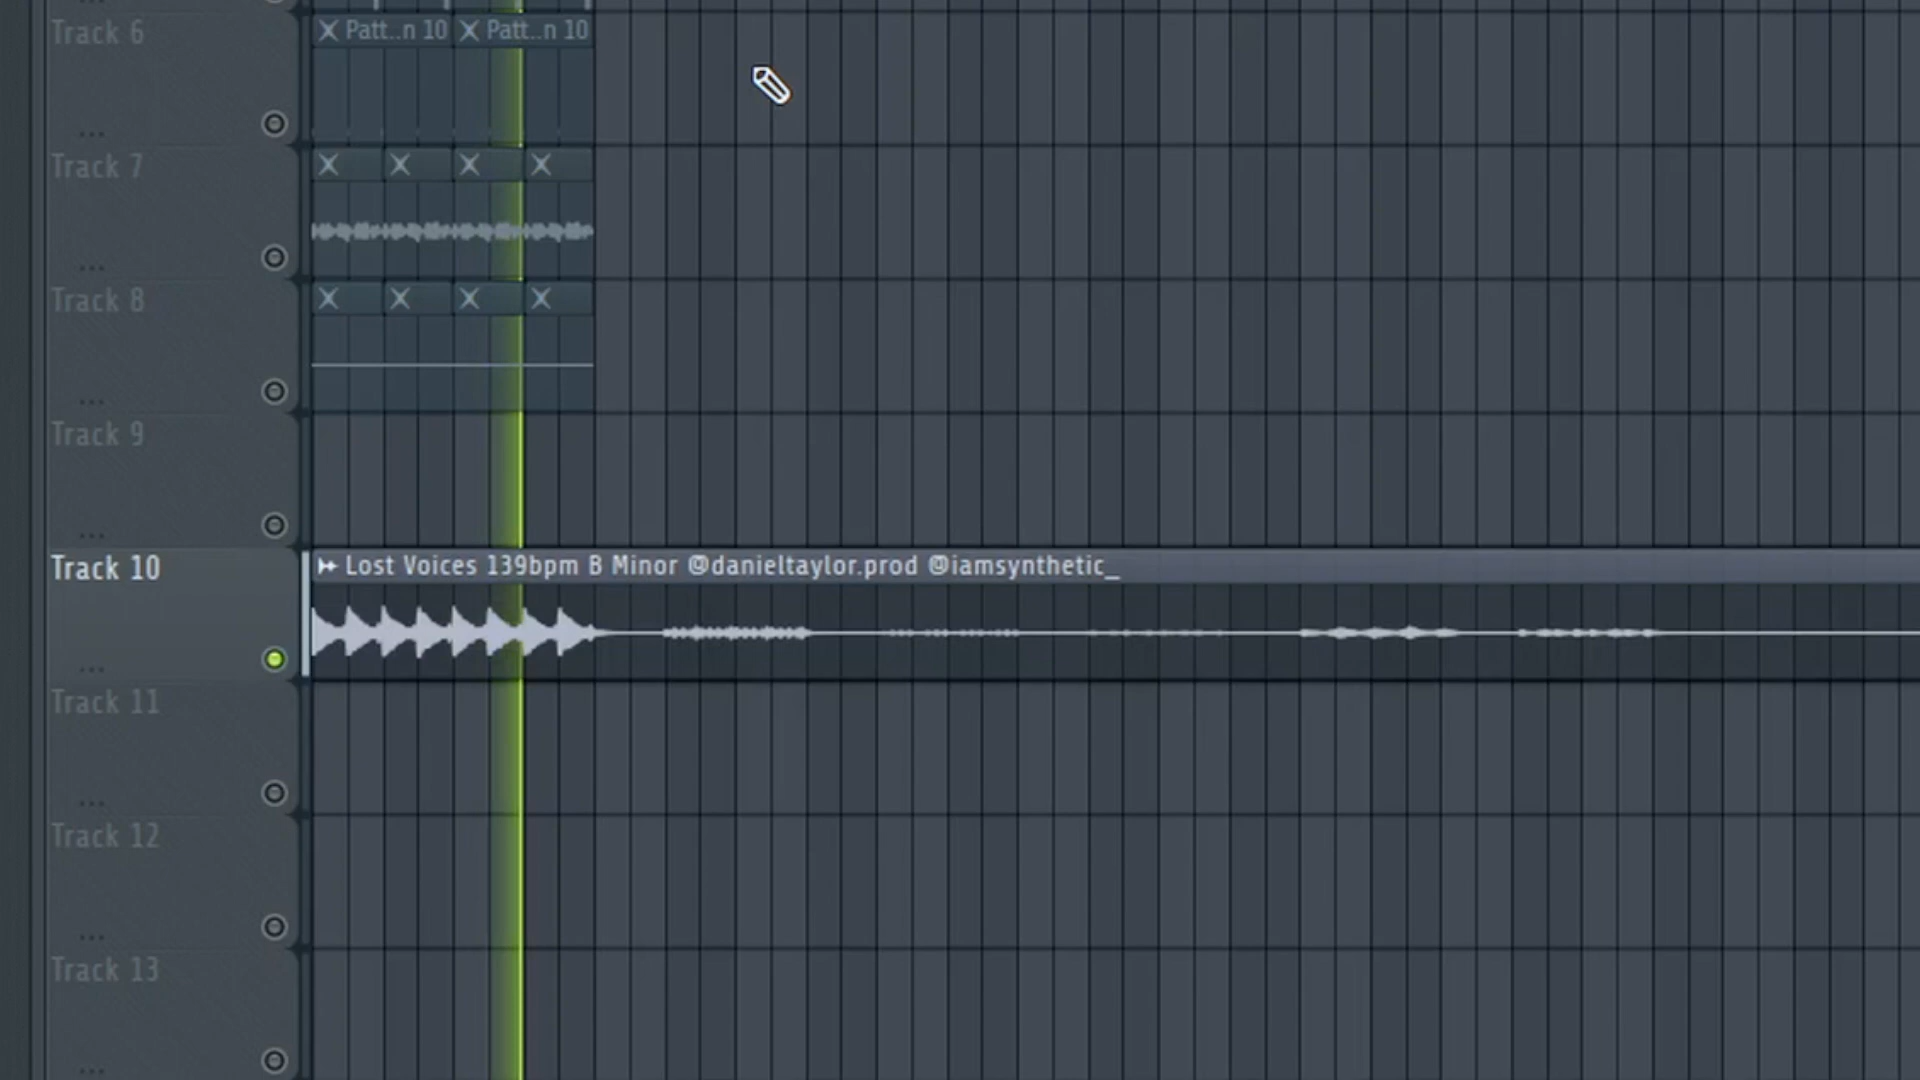 Track 6
Patt..n 10 Patt..n 10
...
Track 7
...
Track 8
...
Track 9
...
Track 10
Lost Voices 139bpm B Minor @danieltaylor.prod @iamsynthetic_
...
Track 11
...
Track 12
...
Track 13
...